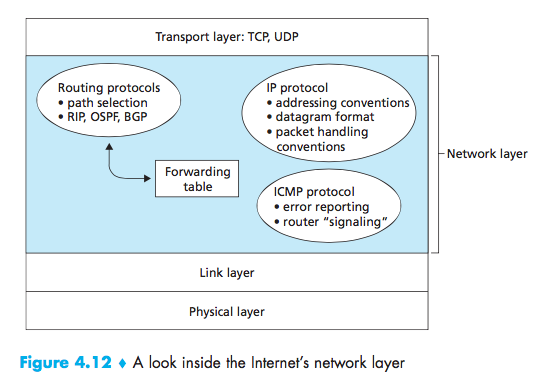 Transport layer: TCP, UDP
Routing protocols
• path selection
• RIP, OSPF, BGP
IP protocol
• addressing conventions
• datagram format
• packet handling
conventions
Network layer
Forwarding
table
ICMP protocol
• error reporting
• router “signaling”
Link layer
Physical layer
Figure 4.12 ♦ A look inside the Internet’s network layer